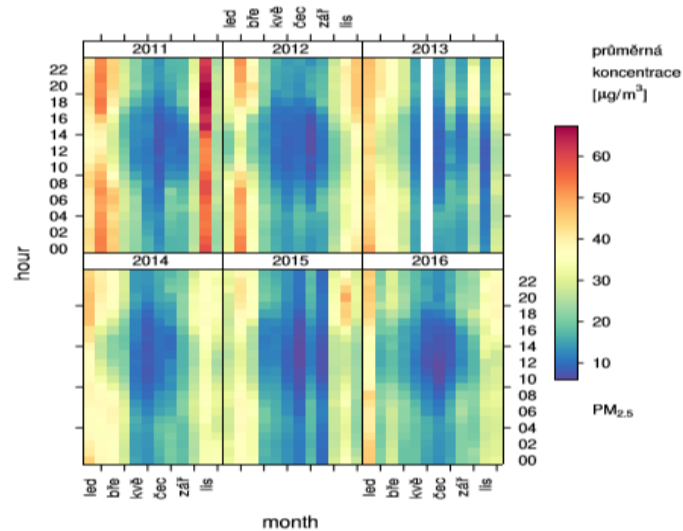 led bře kvě čec zář lis
2011 2012 2013
22
20
18
16
14
12
10
08
06
04
02
00
2014 2015 2016
22
20
18
16
14
12
10
08
06
04
02
00
hour
led bře kvě čec zář lis
led bře kvě čec zář lis
month
průměrná
koncentrace
[µg/m³]
60
50
40
30
20
10
PM₂.₅